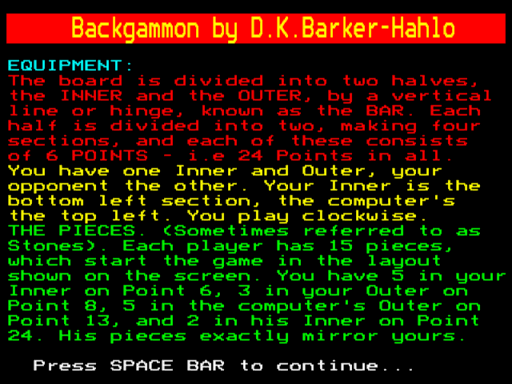 Backgammon by D.K.Barker-Hahlo
EQUIPMENT:
The board is divided into two halves,
the INNER and the OUTER, by a vertical
line or hinge, known as the BAR. Each
half is divided into two, making four
sections, and each of these consists
of 6 POINTS - i.e 24 Points in all.
You have one Inner and Outer, your
opponent the other. Your Inner is the
bottom left section, the computer's
the top left. You play clockwise.
THE PIECES. (Sometimes referred to as
Stones). Each player has 15 pieces,
which start the game in the layout
shown on the screen. You have 5 in your
Inner on Point 6, 3 in your Outer on
Point 8, 5 in the computer's Outer on
Point 13, and 2 in his Inner on Point
24. His pieces exactly mirror yours.
Press SPACE BAR to continue...